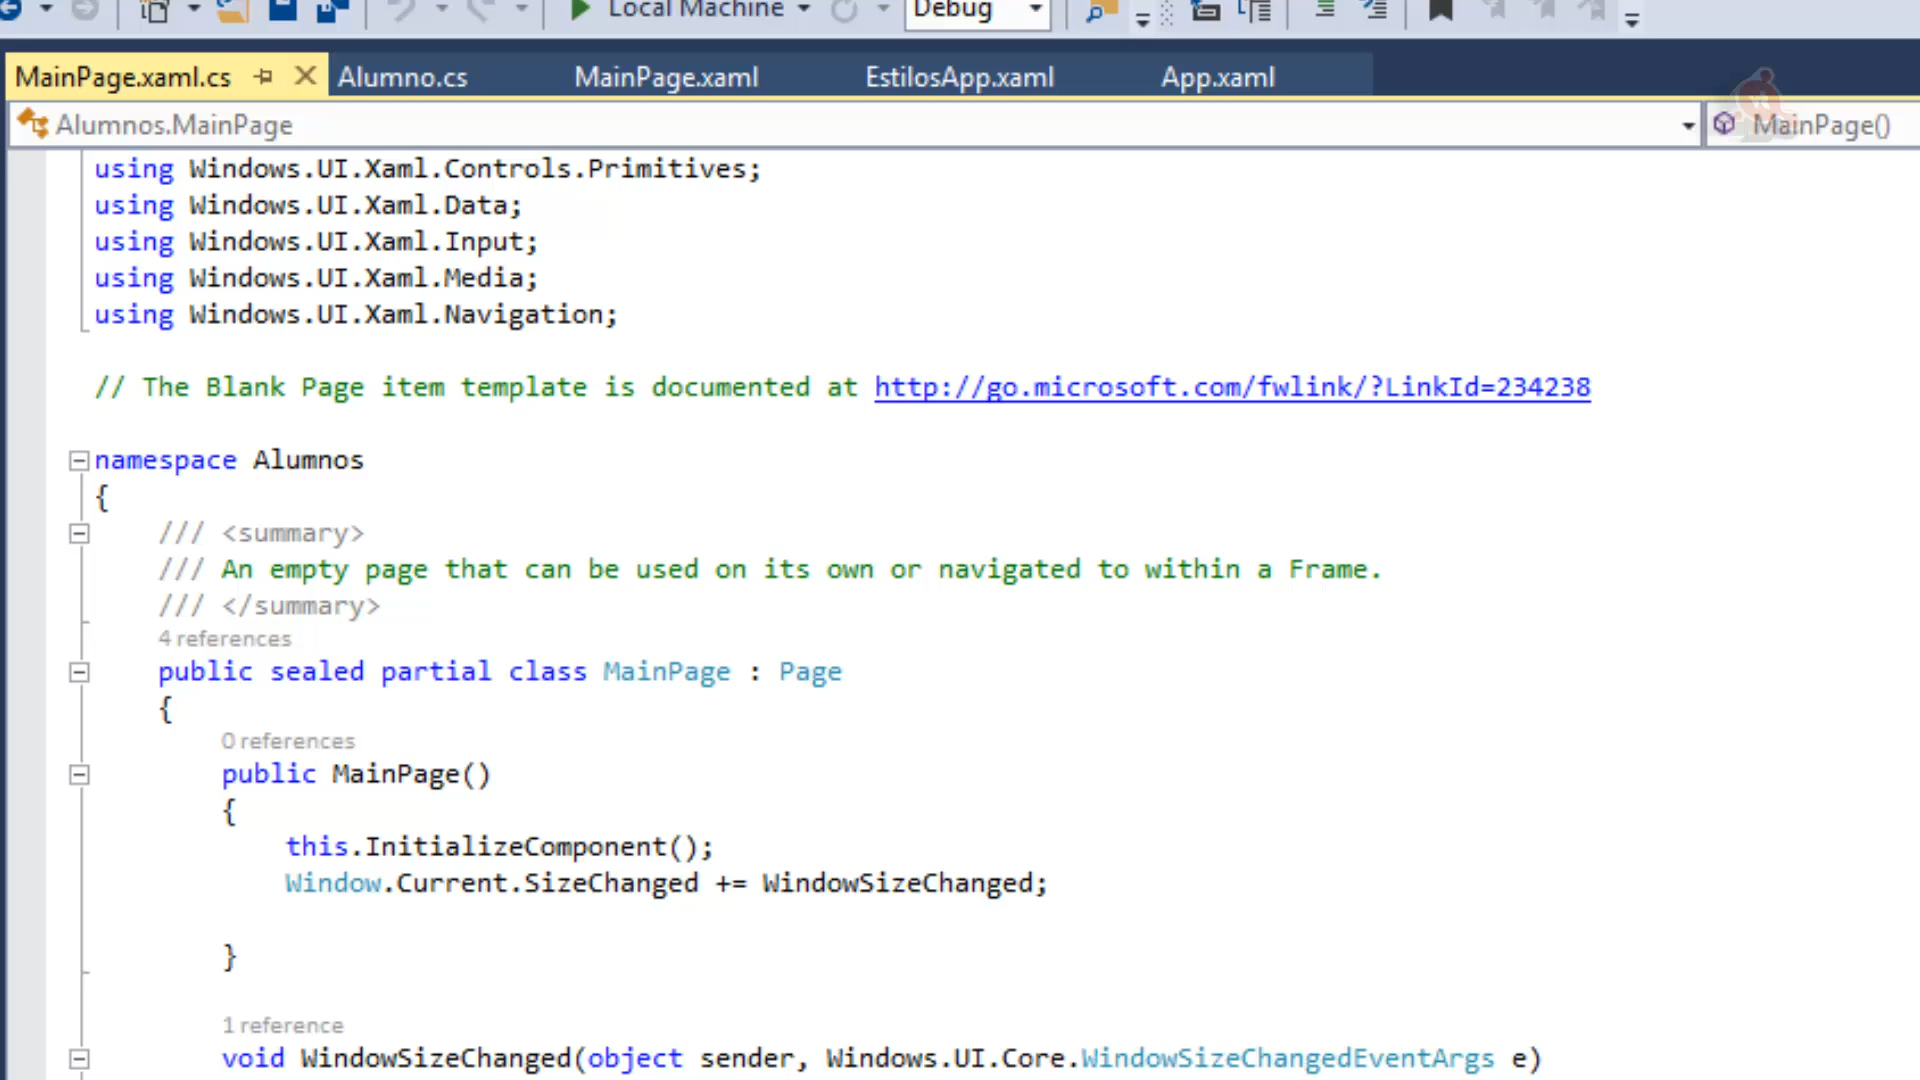 Local Machine Debug
MainPage.xaml.cs Alumno.cs MainPage.xaml EstilosApp.xaml App.xaml
Alumnos.MainPage MainPage()
using Windows.UI.Xaml.Controls.Primitives;
using Windows.UI.Xaml.Data;
using Windows.UI.Xaml.Input;
using Windows.UI.Xaml.Media;
using Windows.UI.Xaml.Navigation;
// The Blank Page item template is documented at http://go.microsoft.com/fwlink/?LinkId=234238
namespace Alumnos
{
/// <summary>
/// An empty page that can be used on its own or navigated to within a Frame.
/// </summary>
4 references
public sealed partial class MainPage : Page
{
0 references
public MainPage()
{
this.InitializeComponent();
Window.Current.SizeChanged += WindowSizeChanged;
}
1 reference
void WindowSizeChanged(object sender, Windows.UI.Core.WindowSizeChangedEventArgs e)